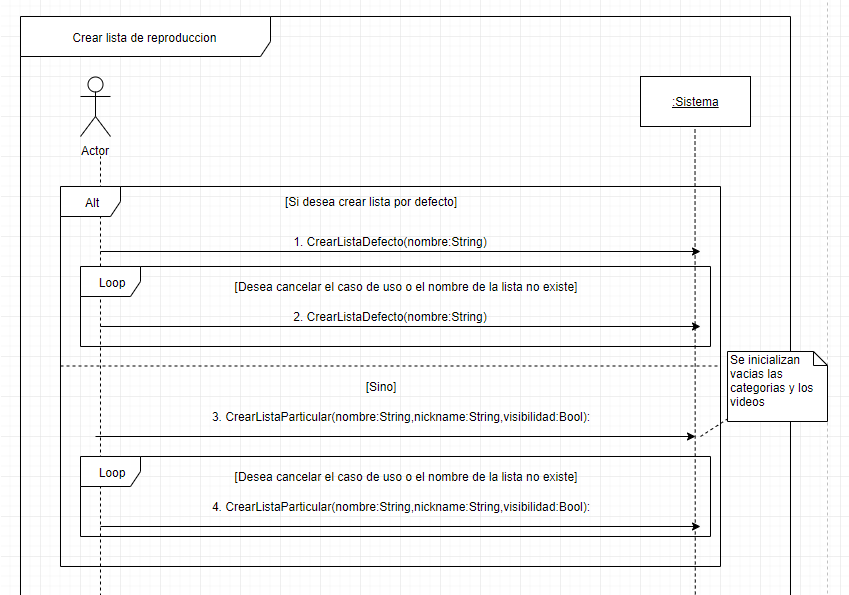 Crear lista de reproduccion
:Sistema
Actor
Alt
[Si desea crear lista por defecto]
1. CrearListaDefecto(nombre:String)
Loop
[Desea cancelar el caso de uso o el nombre de la lista no existe]
2. CrearListaDefecto(nombre:String)
Se inicializan
vacias las
categorias y los
videos
[Sino]
3. CrearListaParticular(nombre:String,nickname:String,visibilidad:Bool):
Loop
[Desea cancelar el caso de uso o el nombre de la lista no existe]
4. CrearListaParticular(nombre:String,nickname:String,visibilidad:Bool):